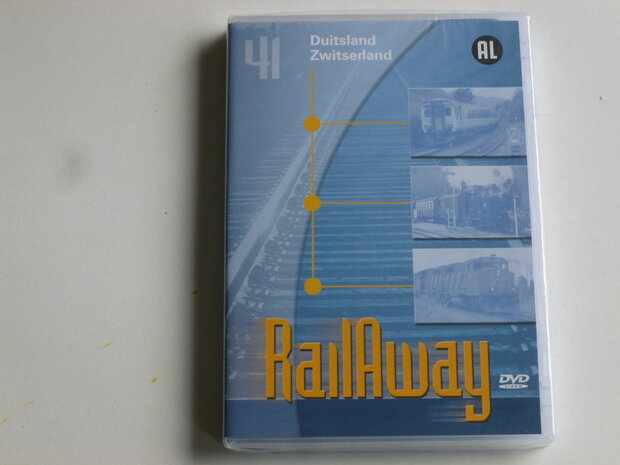 41
Duitsland
Zwitserland
AL
RailAway
DVD
VIDEO